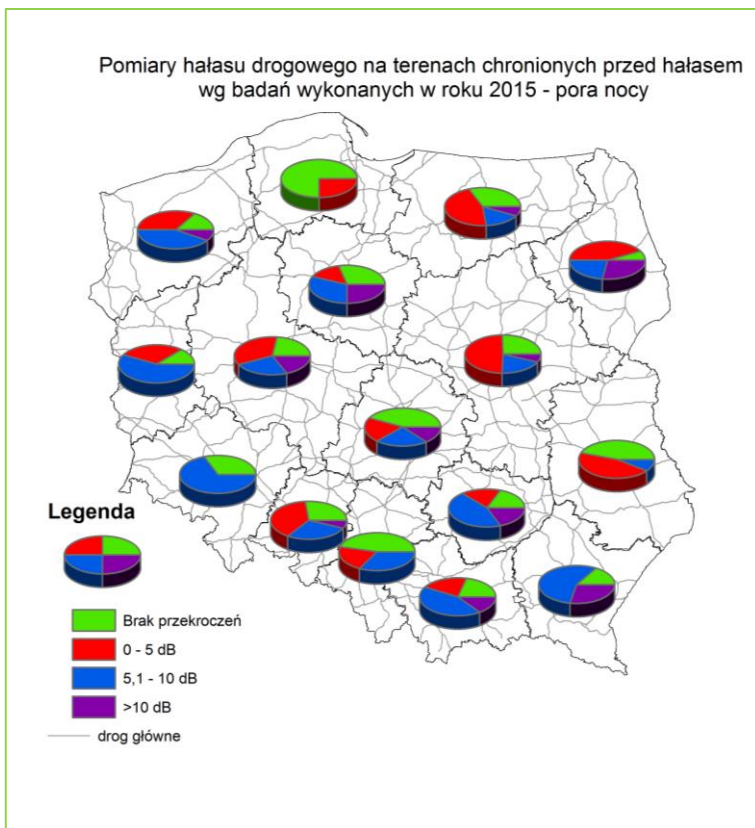 Pomiary hałasu drogowego na terenach chronionych przed hałasem
wg badań wykonanych w roku 2015 - pora nocy
Legenda
Brak przekroczeń
0 - 5 dB
5,1 - 10 dB
>10 dB
drog główne